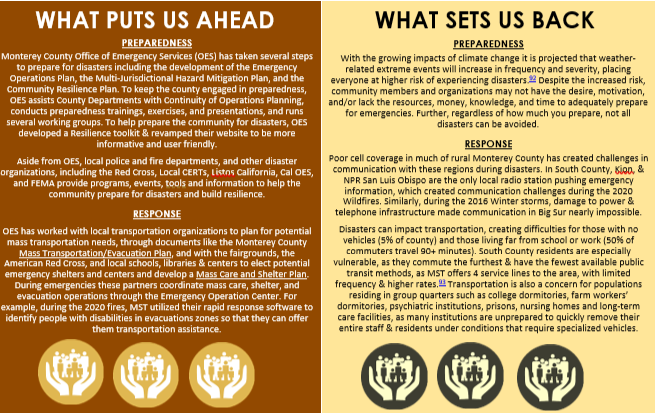 WHAT PUTS US AHEAD
PREPAREDNESS
Monterey County Office of Emergency Services (OES) has taken several steps
to prepare for disasters including the development of the Emergency
Operations Plan, the Multi-Jurisdictional Hazard Mitigation Plan, and the
Community Resilience Plan. To keep the county engaged in preparedness,
OES assists County Departments with Continuity of Operations Planning,
conducts preparedness trainings, exercises, and presentations, and runs
several working groups. To help prepare the community for disasters, OES
developed a Resilience toolkit & revamped their website to be more
informative and user friendly.
Aside from OES, local police and fire departments, and other disaster
organizations, including the Red Cross, Local CERTs, Listos California, Cal OES,
and FEMA provide programs, events, tools and information to help the
community prepare for disasters and build resilience.
RESPONSE
OES has worked with local transportation organizations to plan for potential
mass transportation needs, through documents like the Monterey County
Mass Transportation/Evacuation Plan, and with the fairgrounds, the
American Red Cross, and local schools, libraries & centers to elect potential
emergency shelters and centers and develop a Mass Care and Shelter Plan.
During emergencies these partners coordinate mass care, shelter, and
evacuation operations through the Emergency Operation Center. For
example, during the 2020 fires, MST utilized their rapid response software to
identify people with disabilities in evacuations zones so that they can offer
them transportation assistance.
WHAT SETS US BACK
PREPAREDNESS
With the growing impacts of climate change it is projected that weather-
related extreme events will increase in frequency and severity, placing
everyone at higher risk of experiencing disasters.92 Despite the increased risk,
community members and organizations may not have the desire, motivation,
and/or lack the resources, money, knowledge, and time to adequately prepare
for emergencies. Further, regardless of how much you prepare, not all
disasters can be avoided.
RESPONSE
Poor cell coverage in much of rural Monterey County has created challenges in
communication with these regions during disasters. In South County, King, &
NPR San Luis Obispo are the only local radio station pushing emergency
information, which created communication challenges during the 2020
Wildfires. Similarly, during the 2016 Winter storms, damage to power &
telephone infrastructure made communication in Big Sur nearly impossible.
Disasters can impact transportation, creating difficulties for those with no
vehicles (5% of county) and those living far from school or work (50% of
commuters travel 90+ minutes). South County residents are especially
vulnerable, as they commute the furthest & have the fewest available public
transit methods, as MST offers 4 service lines to the area, with limited
frequency & higher rates.93 Transportation is also a concern for populations
residing in group quarters such as college dormitories, farm workers'
dormitories, psychiatric institutions, prisons, nursing homes and long-term
care facilities, as many institutions are unprepared to quickly remove their
entire staff & residents under conditions that require specialized vehicles.